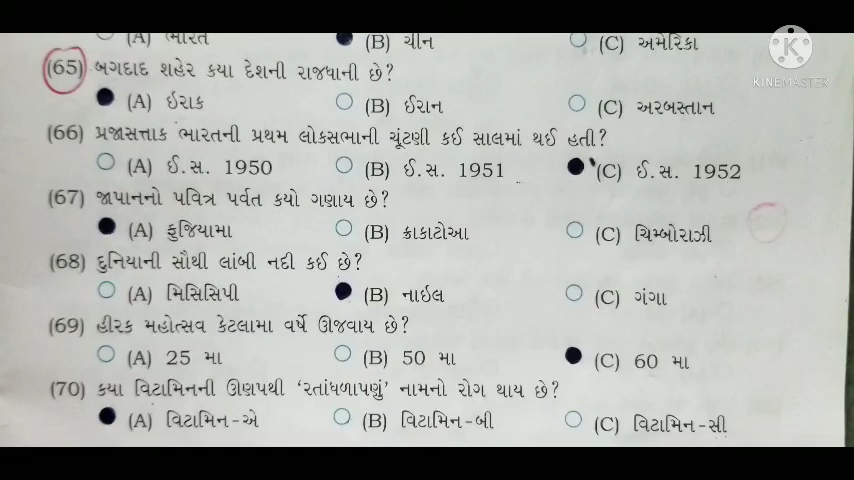 (A) ભારત (B) ચીન (C) અમેરિકા
(65) બગદાદ શહેર કયા દેશની રાજધાની છે?
(A) ઇરાક (B) ઈરાન (C) અરબસ્તાન
(66) પ્રજાસત્તાક ભારતની પ્રથમ લોકસભાની ચૂંટણી કઈ સાલમાં થઈ હતી?
(A) ઈ.સ. 1950 (B) ઈ.સ. 1951 (C) ઈ.સ. 1952
(67) જાપાનનો પવિત્ર પર્વત કયો ગણાય છે?
(A) ફુજિયામા (B) ક્રાકાટોઆ (C) ચિમ્બોરાઝી
(68) દુનિયાની સૌથી લાંબી નદી કઈ છે?
(A) મિસિસિપી (B) નાઇલ (C) ગંગા
(69) હીરક મહોત્સવ કેટલામા વર્ષે ઊજવાય છે?
(A) 25 મા (B) 50 મા (C) 60 મા
(70) કયા વિટામિનની ઊણપથી ‘રતાંધળાપણું’ નામનો રોગ થાય છે?
(A) વિટામિન-એ (B) વિટામિન-બી (C) વિટામિન-સી
K
KINEMASTER